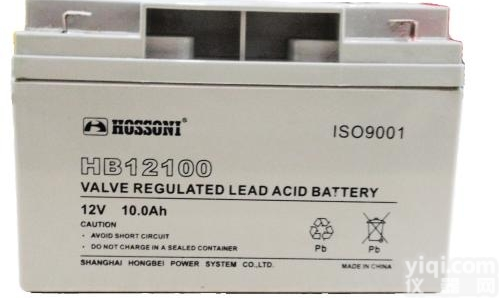 HOSSONI
ISO9001
HB12100
VALVE REGULATED LEAD ACID BATTERY
12V 10.0Ah
CAUTION
• AVOID SHORT CIRCUIT
• DO NOT CHARGE IN A SEALED CONTAINER
Pb Pb
SHANGHAI HONGBEI POWER SYSTEM CO.,LTD.
MADE IN CHINA
yiqi.com
仪器网